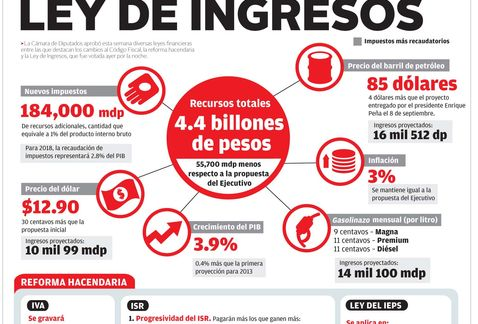 LEY DE INGRESOS
La Cámara de Diputados aprobó esta semana diversas leyes financieras
entre las que destacan los cambios al Código Fiscal, la reforma hacendaria
y la Ley de Ingresos, que fue votada ayer por la noche.
Impuestos más recaudatorios
Nuevos impuestos
184,000 mdp
De recursos adicionales, cantidad que
equivale a 1% del producto interno bruto
Para 2018, la recaudación de
impuestos representará 2.8% del PIB
Precio del dólar
$12.90
30 centavos más que la
propuesta inicial
Ingresos proyectados:
10 mil 99 mdp
Recursos totales
4.4 billones
de pesos
55,700 mdp menos
respecto a la propuesta
del Ejecutivo
Crecimiento del PIB
3.9%
0.4% más que la primera
proyección para 2013
Precio del barril de petróleo
85 dólares
4 dólares más que el proyecto
entregado por el presidente Enrique
Peña el 8 de septiembre.
Ingresos proyectados:
16 mil 512 dp
Inflación
3%
Se mantiene igual a la
propuesta del Ejecutivo
Gasolinazo mensual (por litro)
9 centavos - Magna
11 centavos - Premium
11 centavos - Diésel
Ingresos proyectados:
14 mil 100 mdp
REFORMA HACENDARIA
IVA
Se gravará
ISR
1. Progresividad del ISR. Pagarán más los que ganen más:
LEY DEL IEPS
Se aplica en: